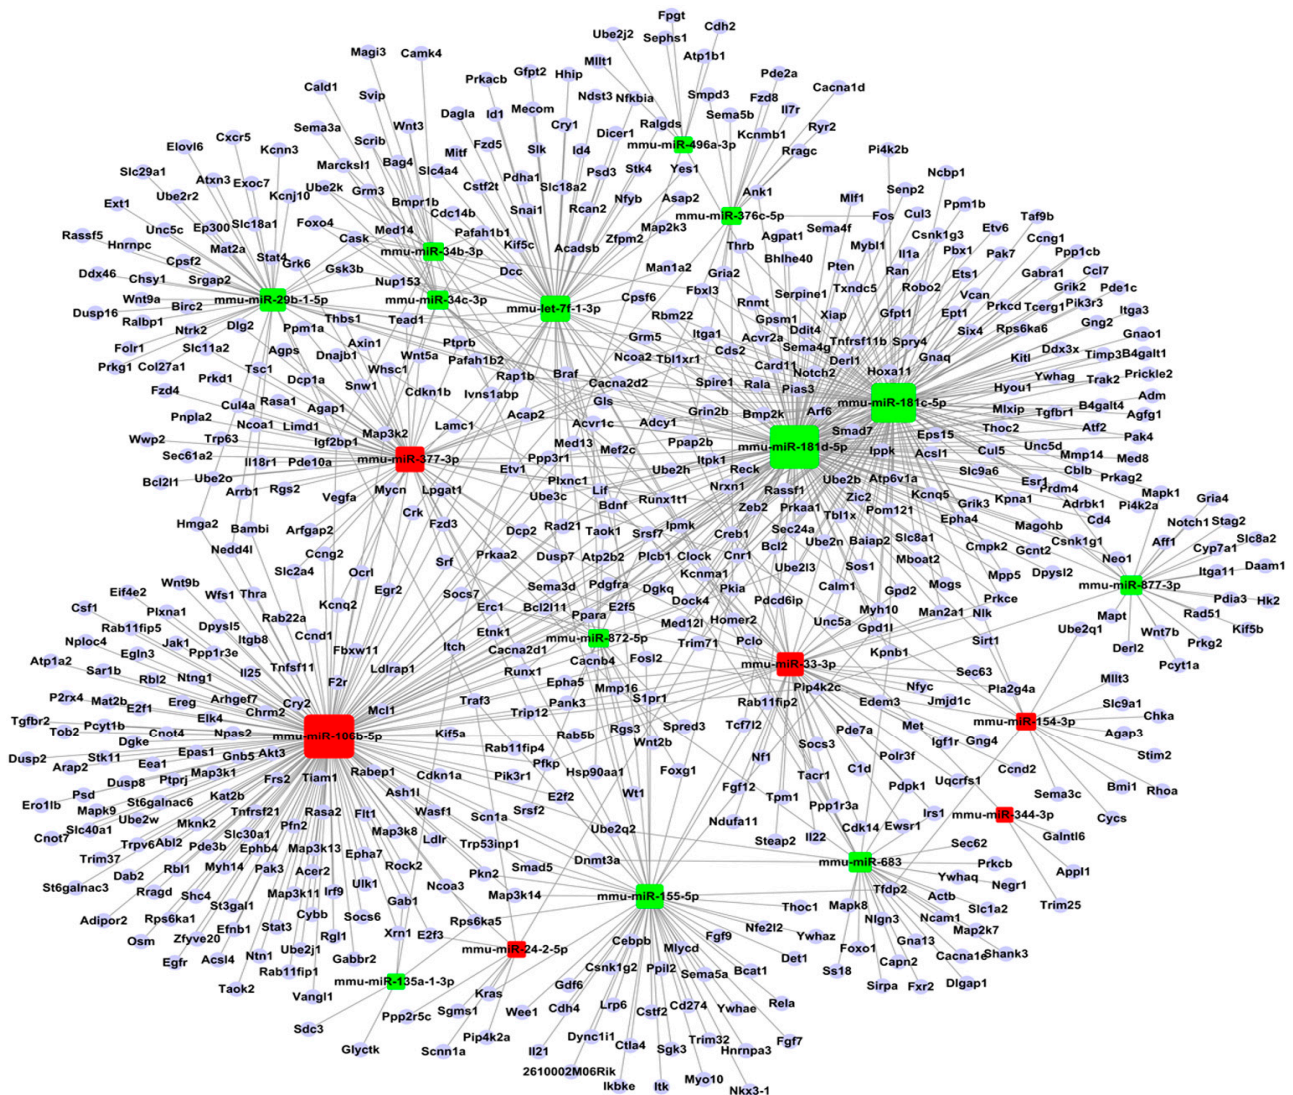 Fpgt
Cdh2
Ube2j2
Sephs1
Magi3
Camk4
Mllt1
Atp1b1
Prkacb
Gfpt2
Hhip
Pde2a
Cald1
Svip
Ndst3
Nfkbia
Smpd3
Fzd8
Cacna1d
Dagla
Id1
Mecom
Il7r
Sema3a
Wnt3
Cry1
Dicer1
Ralgds
Sema5b
Kcnmb1
Ryr2
Cxcr5
Scrib
Mitf
Fzd5
Slk
Id4
mmu-miR-496a-3p
Rragc
Pi4k2b
Elovl6
Kcnn3
Marcksl1
Bag4
Slc4a4
Pdha1
Psd3
Stk4
Yes1
Ncbp1
Slc29a1
Atxn3
Exoc7
Ube2k
Grm3
Cstf2t
Slc18a2
Ank1
Senp2
Ube2r2
Kcnj10
Bmpr1b
Snai1
Rcan2
Nfyb
Asap2
Mlf1
Ext1
Cdc14b
mmu-miR-376c-5p
Fos
Cul3
Ppm1b
Taf9b
Unc5c
Ep300
Slc18a1
Foxo4
Med14
Pafah1b1
Kif5c
Acadsb
Zfpm2
Map2k3
Thrb
Agpat1
Sema4f
Mybl1
Csnk1g3
Etv6
Ccng1
Rassf5
Hnrnpc
Mat2a
Stat4
Cask
mmu-miR-34b-3p
Dcc
Man1a2
Gria2
Bhlhe40
Pten
Il1a
Pbx1
Pak7
Ppp1cb
Cpsf2
Grk6
Gsk3b
Ran
Ets1
Gabra1
Ccl7
Ddx46
Chsy1
Srgap2
Nup153
Fbxl3
Serpine1
Txndc5
Robo2
Vcan
Grik2
Pde1c
Wnt9a
mmu-miR-29b-1-5p
mmu-miR-34c-3p
mmu-let-7f-1-3p
Cpsf6
Rnmt
Prkcd
Tcerg1
Pik3r3
Dusp16
Birc2
Thbs1
Rbm22
Gpsm1
Xiap
Gfpt1
Ept1
Itga3
Ralbp1
Ntrk2
Dlg2
Ppm1a
Tead1
Itga1
Acvr2a
Ddit4
Tnfrsf11b
Six4
Rps6ka6
Gng2
Folr1
Slc11a2
Axin1
Ptprb
Grm5
Cds2
Sema4g
Spry4
Gnao1
Prkg1
Col27a1
Agps
Dnajb1
Wnt5a
Pafah1b2
Ncoa2
Tbl1xr1
Card11
Derl1
Gnaq
Kitl
Ddx3x
Timp3
B4galt1
Tsc1
Whsc1
Rap1b
Braf
Notch2
Hoxa11
Ywhag
Trak2
Prickle2
Fzd4
Prkd1
Dcp1a
Snw1
Cdkn1b
Ivns1abp
Cacna2d2
Spire1
Rala
Pias3
Hyou1
Adm
Pnpla2
Rasa1
Agap1
Gls
mmu-miR-181c-5p
Mlxip
Tgfbr1
B4galt4
Agfg1
Cul4a
Ncoa1
Limd1
Acap2
Acvr1c
Grin2b
Bmp2k
Arf6
Thoc2
Atf2
Wwp2
Trp63
Igf2bp1
Map3k2
Lamc1
Med13
Adcy1
Smad7
Eps15
Unc5d
Pak4
Sec61a2
mmu-miR-377-3p
Ppp3r1
Mef2c
Ppap2b
mmu-miR-181d-5p
Ippk
Acsl1
Cul5
Mmp14
Med8
Il18r1
Pde10a
Etv1
Ube2h
Itpk1
Reck
Slc9a6
Cblb
Bcl2l1
Ube2o
Plxnc1
Nrxn1
Ube2b
Atp6v1a
Esr1
Prkag2
Arrb1
Rgs2
Vegfa
Mycn
Lpgat1
Ube3c
Lif
Bdnf
Runx1t1
Rassf1
Zic2
Kcnq5
Kpna1
Prdm4
Mapk1
Crk
Zeb2
Prkaa1
Grik3
Adrbk1
Pi4k2a
Gria4
Hmga2
Bambi
Arfgap2
Fzd3
Dcp2
Rad21
Taok1
Ipmk
Sec24a
Tbl1x
Pom121
Epha4
Cd4
Notch1
Stag2
Nedd4l
Ccng2
Srf
Prkaa2
Dusp7
Srsf7
Creb1
Ube2n
Baiap2
Slc8a1
Magohb
Csnk1g1
Aff1
Slc8a2
Slc2a4
Ocrl
Atp2b2
Plcb1
Clock
Cnr1
Bcl2
Mboat2
Cmpk2
Gcnt2
Neo1
Cyp7a1
Eif4e2
Wnt9b
Egr2
Sema3d
Pdgfra
Kcnma1
Ube2l3
Sos1
Dpysl2
Itga11
Daam1
Csf1
Wfs1
Thra
Socs7
Dgkq
Pkia
Calm1
Gpd2
Mogs
Mpp5
mmu-miR-877-3p
Plxna1
Rab22a
Kcnq2
Erc1
Bcl2l11
E2f5
Dock4
Pdcd6ip
Prkce
Pdia3
Hk2
Rab11fip5
Dpysl5
Ccnd1
Ppara
Homer2
Myh10
Man2a1
Mapt
Rad51
Nploc4
Jak1
Itgb8
Etnk1
mmu-miR-872-5p
Med12l
Unc5a
Gpd1l
Nlk
Ube2q1
Wnt7b
Kif5b
Egln3
Ppp1r3e
Fbxw11
Itch
Cacna2d1
Trim71
Pclo
Sirt1
Derl2
Prkg2
Atp1a2
Ntng1
Il25
Tnfsf11
Ldlrap1
Cacnb4
Fosl2
mmu-miR-33-3p
Kpnb1
Pcyt1a
Sar1b
Rbl2
F2r
Runx1
Sec63
P2rx4
Mat2b
Ereg
Arhgef7
Epha5
Mmp16
S1pr1
Pip4k2c
Nfyc
Pla2g4a
Mllt3
E2f1
Cry2
Mcl1
Traf3
Pank3
Rab11fip2
Edem3
Jmjd1c
Slc9a1
Tgfbr2
Pcyt1b
Elk4
Chrm2
Trip12
Tcf7l2
Met
mmu-miR-154-3p
Chka
Tob2
Cnot4
Npas2
mmu-miR-106b-5p
Kif5a
Rab5b
Rgs3
Spred3
Pde7a
Igf1r
Gng4
Agap3
Dgke
Epas1
Gnb5
Akt3
Rab11fip4
Wnt2b
Socs3
Polr3f
Stim2
Dusp2
Stk11
Eea1
Pfkp
Nf1
Arap2
Dusp8
Ptprj
Map3k1
Frs2
Tiam1
Rabep1
Cdkn1a
Pik3r1
Hsp90aa1
Foxg1
Tacr1
C1d
Ccnd2
Psd
Ash1l
Uqcrfs1
Bmi1
Rhoa
Ero1lb
St6galnac6
Kat2b
E2f2
Wt1
Fgf12
Pdpk1
Sema3c
Mapk9
Tnfrsf21
Rasa2
Flt1
Wasf1
Scn1a
Srsf2
Tpm1
Ppp1r3a
Irs1
mmu-miR-344-3p
Cycs
Ube2w
Mknk2
Slc30a1
Pfn2
Map3k8
Ube2q2
Ndufa11
Cdk14
Ewsr1
Slc40a1
Cnot7
Trpv6
Abl2
Pde3b
Ephb4
Map3k13
Ldlr
Trp53inp1
Steap2
Il22
Sec62
Galntl6
Trim37
Rbl1
Myh14
Epha7
Rock2
Smad5
Dnmt3a
mmu-miR-683
Prkcb
Dab2
Pak3
Acer2
Pkn2
Ywhaq
Appl1
St6galnac3
Rragd
Shc4
Map3k11
Irf9
Ulk1
Ncoa3
Map3k14
mmu-miR-155-5p
Tfdp2
Actb
Negr1
Adipor2
St3gal1
Cybb
Gab1
Thoc1
Mapk8
Slc1a2
Trim25
Rps6ka1
Efnb1
Stat3
Socs6
Rps6ka5
Nlgn3
Ncam1
Map2k7
Osm
Zfyve20
Ube2j1
Rgl1
Xrn1
E2f3
Nfe2l2
Ywhaz
Gna13
Egfr
Acsl4
Ntn1
Gabbr2
mmu-miR-24-2-5p
Cebpb
Mlycd
Fgf9
Det1
Foxo1
Cacna1e
Shank3
Rab11fip1
Csnk1g2
Ppil2
Bcat1
Ss18
Capn2
Taok2
Vangl1
mmu-miR-135a-1-3p
Gdf6
Sema5a
Sirpa
Fxr2
Dlgap1
Kras
Cdh4
Lrp6
Cd274
Rela
Sdc3
Ppp2r5c
Sgms1
Wee1
Cstf2
Ywhae
Glyctk
Scnn1a
Pip4k2a
Dync1i1
Trim32
Fgf7
Il21
Ctla4
Sgk3
Hnrnpa3
2610002M06Rik
Ikbke
Itk
Myo10
Nkx3-1